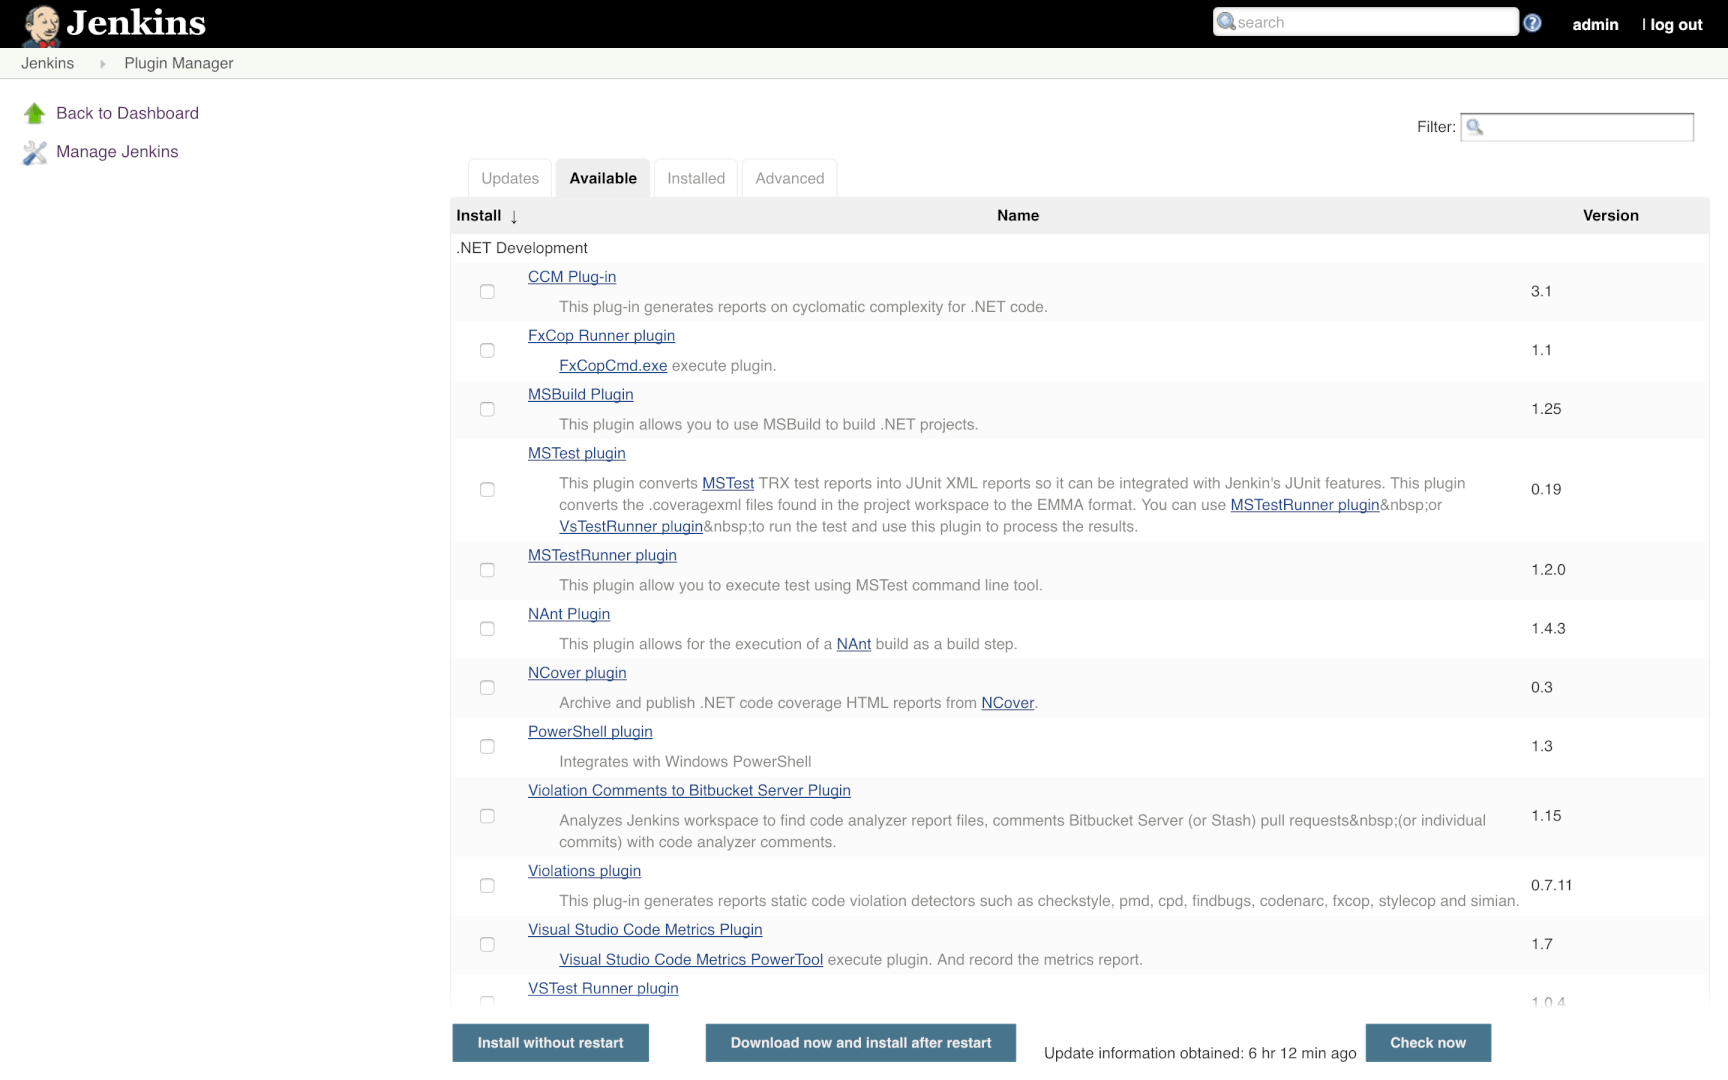 Jenkins
search
admin
| log out
Jenkins
Plugin Manager
Back to Dashboard
Manage Jenkins
Filter:
Updates
Available
Installed
Advanced
Install ↓
Name
Version
.NET Development
CCM Plug-in
This plug-in generates reports on cyclomatic complexity for .NET code.
3.1
FxCop Runner plugin
FxCopCmd.exe execute plugin.
1.1
MSBuild Plugin
This plugin allows you to use MSBuild to build .NET projects.
1.25
MSTest plugin
This plugin converts MSTest TRX test reports into JUnit XML reports so it can be integrated with Jenkin's JUnit features. This plugin
converts the .coveragexml files found in the project workspace to the EMMA format. You can use MSTestRunner plugin&nbsp;or
VsTestRunner plugin&nbsp;to run the test and use this plugin to process the results.
0.19
MSTestRunner plugin
This plugin allow you to execute test using MSTest command line tool.
1.2.0
NAnt Plugin
This plugin allows for the execution of a NAnt build as a build step.
1.4.3
NCover plugin
Archive and publish .NET code coverage HTML reports from NCover.
0.3
PowerShell plugin
Integrates with Windows PowerShell
1.3
Violation Comments to Bitbucket Server Plugin
Analyzes Jenkins workspace to find code analyzer report files, comments Bitbucket Server (or Stash) pull requests&nbsp;(or individual
commits) with code analyzer comments.
1.15
Violations plugin
This plug-in generates reports static code violation detectors such as checkstyle, pmd, cpd, findbugs, codenarc, fxcop, stylecop and simian.
0.7.11
Visual Studio Code Metrics Plugin
Visual Studio Code Metrics PowerTool execute plugin. And record the metrics report.
1.7
VSTest Runner plugin
1.0.4
Install without restart
Download now and install after restart
Update information obtained: 6 hr 12 min ago
Check now